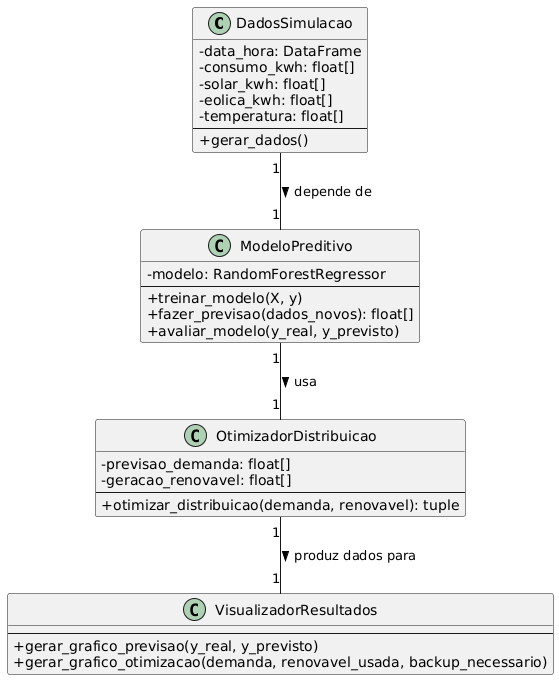 C DadosSimulacao
-data_hora: DataFrame
-consumo_kwh: float[]
-solar_kwh: float[]
-eolica_kwh: float[]
-temperatura: float[]
+gerar_dados()
1
depende de
1
C ModeloPreditivo
-modelo: RandomForestRegressor
+treinar_modelo(X, y)
+fazer_previsao(dados_novos): float[]
+avaliar_modelo(y_real, y_previsto)
1
usa
1
C OtimizadorDistribuicao
-previsao_demanda: float[]
-geracao_renovavel: float[]
+otimizar_distribuicao(demanda, renovavel): tuple
1
produz dados para
1
C VisualizadorResultados
+gerar_grafico_previsao(y_real, y_previsto)
+gerar_grafico_otimizacao(demanda, renovavel_usada, backup_necessario)